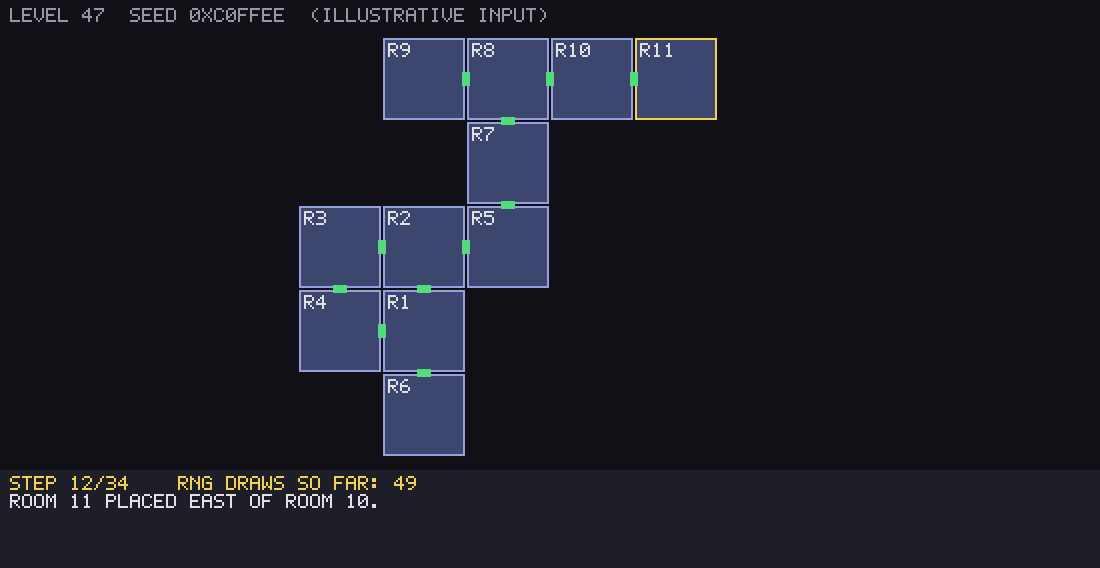 LEVEL 47  SEED 0XC0FFEE  (ILLUSTRATIVE INPUT)
R9 R8 R10 R11
R7
R3 R2 R5
R4 R1
R6
STEP 12/34    RNG DRAWS SO FAR: 49
ROOM 11 PLACED EAST OF ROOM 10.